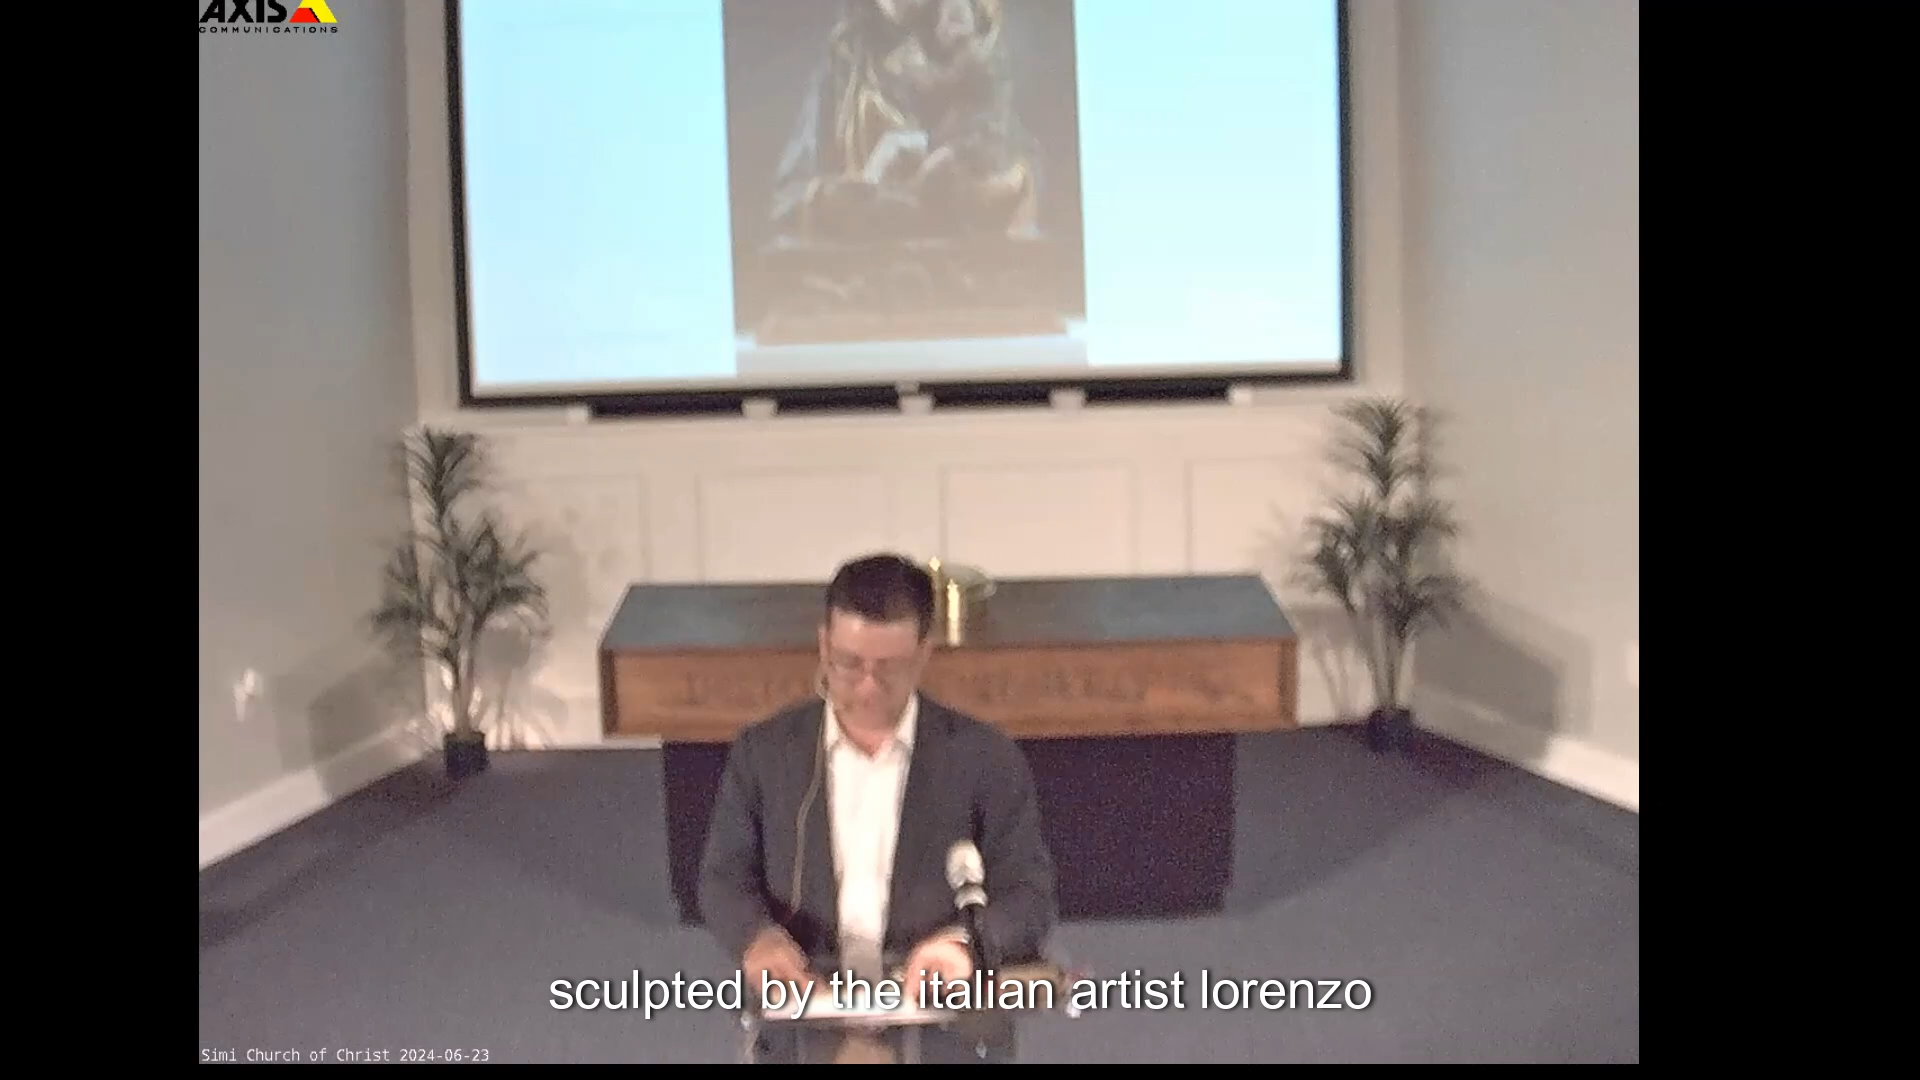 AXIS
COMMUNICATIONS
sculpted by the italian artist lorenzo
Simi Church of Christ 2024-06-23